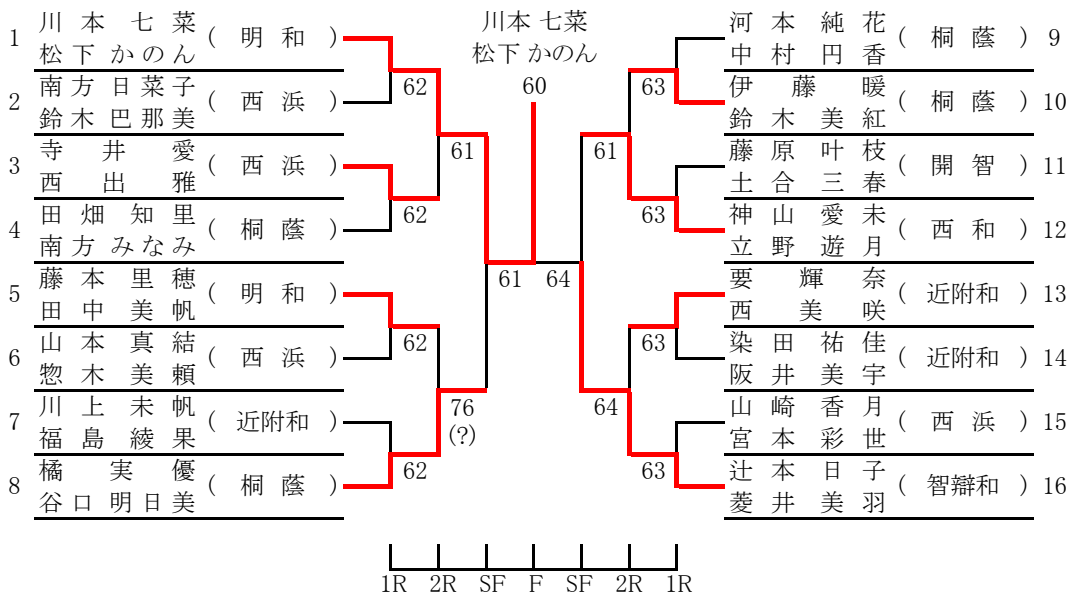 川本 七菜
松下 かのん
60
1 川本七菜 ( 明和 )
松下かのん
2 南方日菜子 ( 西浜 )
鈴木巴那美
3 寺井愛 ( 西浜 )
西出雅
4 田畑知里 ( 桐蔭 )
南方みなみ
5 藤本里穂 ( 明和 )
田中美帆
6 山本真結 ( 西浜 )
惣木美頼
7 川上未帆 ( 近附和 )
福島綾果
8 橘実優 ( 桐蔭 )
谷口明日美
62
62
62
62
61
76
(?)
61
64
61
64
63
63
63
63
河本純花 ( 桐蔭 ) 9
中村円香
伊藤暖 ( 桐蔭 ) 10
鈴木美紅
藤原叶枝 ( 開智 ) 11
土合三春
神山愛未 ( 西和 ) 12
立野遊月
要輝奈 ( 近附和 ) 13
西美咲
染田祐佳 ( 近附和 ) 14
阪井美宇
山崎香月 ( 西浜 ) 15
宮本彩世
辻本日子 ( 智辯和 ) 16
菱井美羽
1R 2R SF F SF 2R 1R